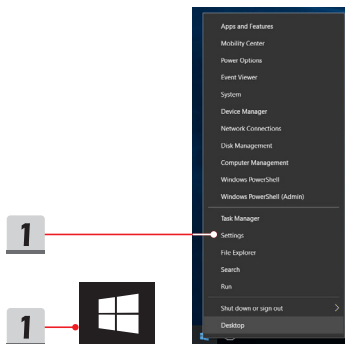 Apps and Features
Mobility Center
Power Options
Event Viewer
System
Device Manager
Network Connections
Disk Management
Computer Management
Windows PowerShell
Windows PowerShell (Admin)
Task Manager
1 Settings
File Explorer
Search
Run
Shut down or sign out
1
Desktop